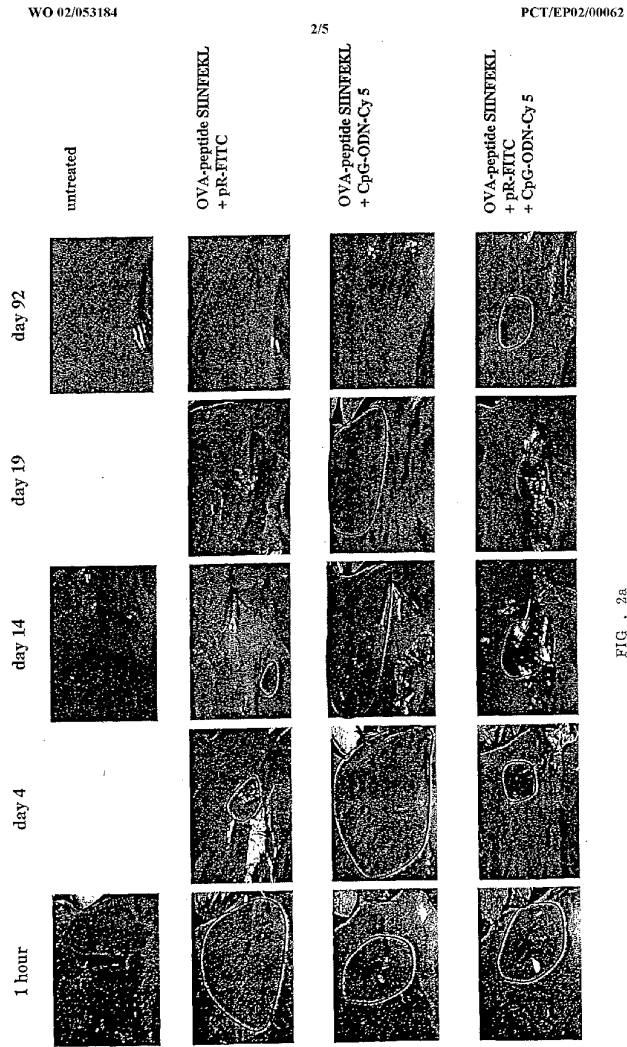 WO 02/053184
PCT/EP02/00062
2/5
untreated
OVA-peptide SIINFEKL
+ pR-FITC
OVA-peptide SIINFEKL
+ CpG-ODN-Cy 5
OVA-peptide SIINFEKL
+ pR-FITC
+ CpG-ODN-Cy 5
day 92
day 19
day 14
day 4
1 hour
FIG . 2a